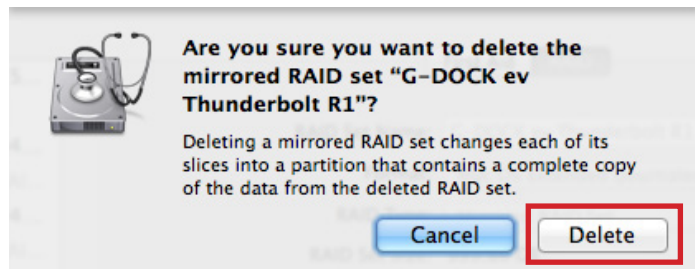 Are you sure you want to delete the
mirrored RAID set “G-DOCK ev
Thunderbolt R1”?
Deleting a mirrored RAID set changes each of its
slices into a partition that contains a complete copy
of the data from the deleted RAID set.
Cancel Delete